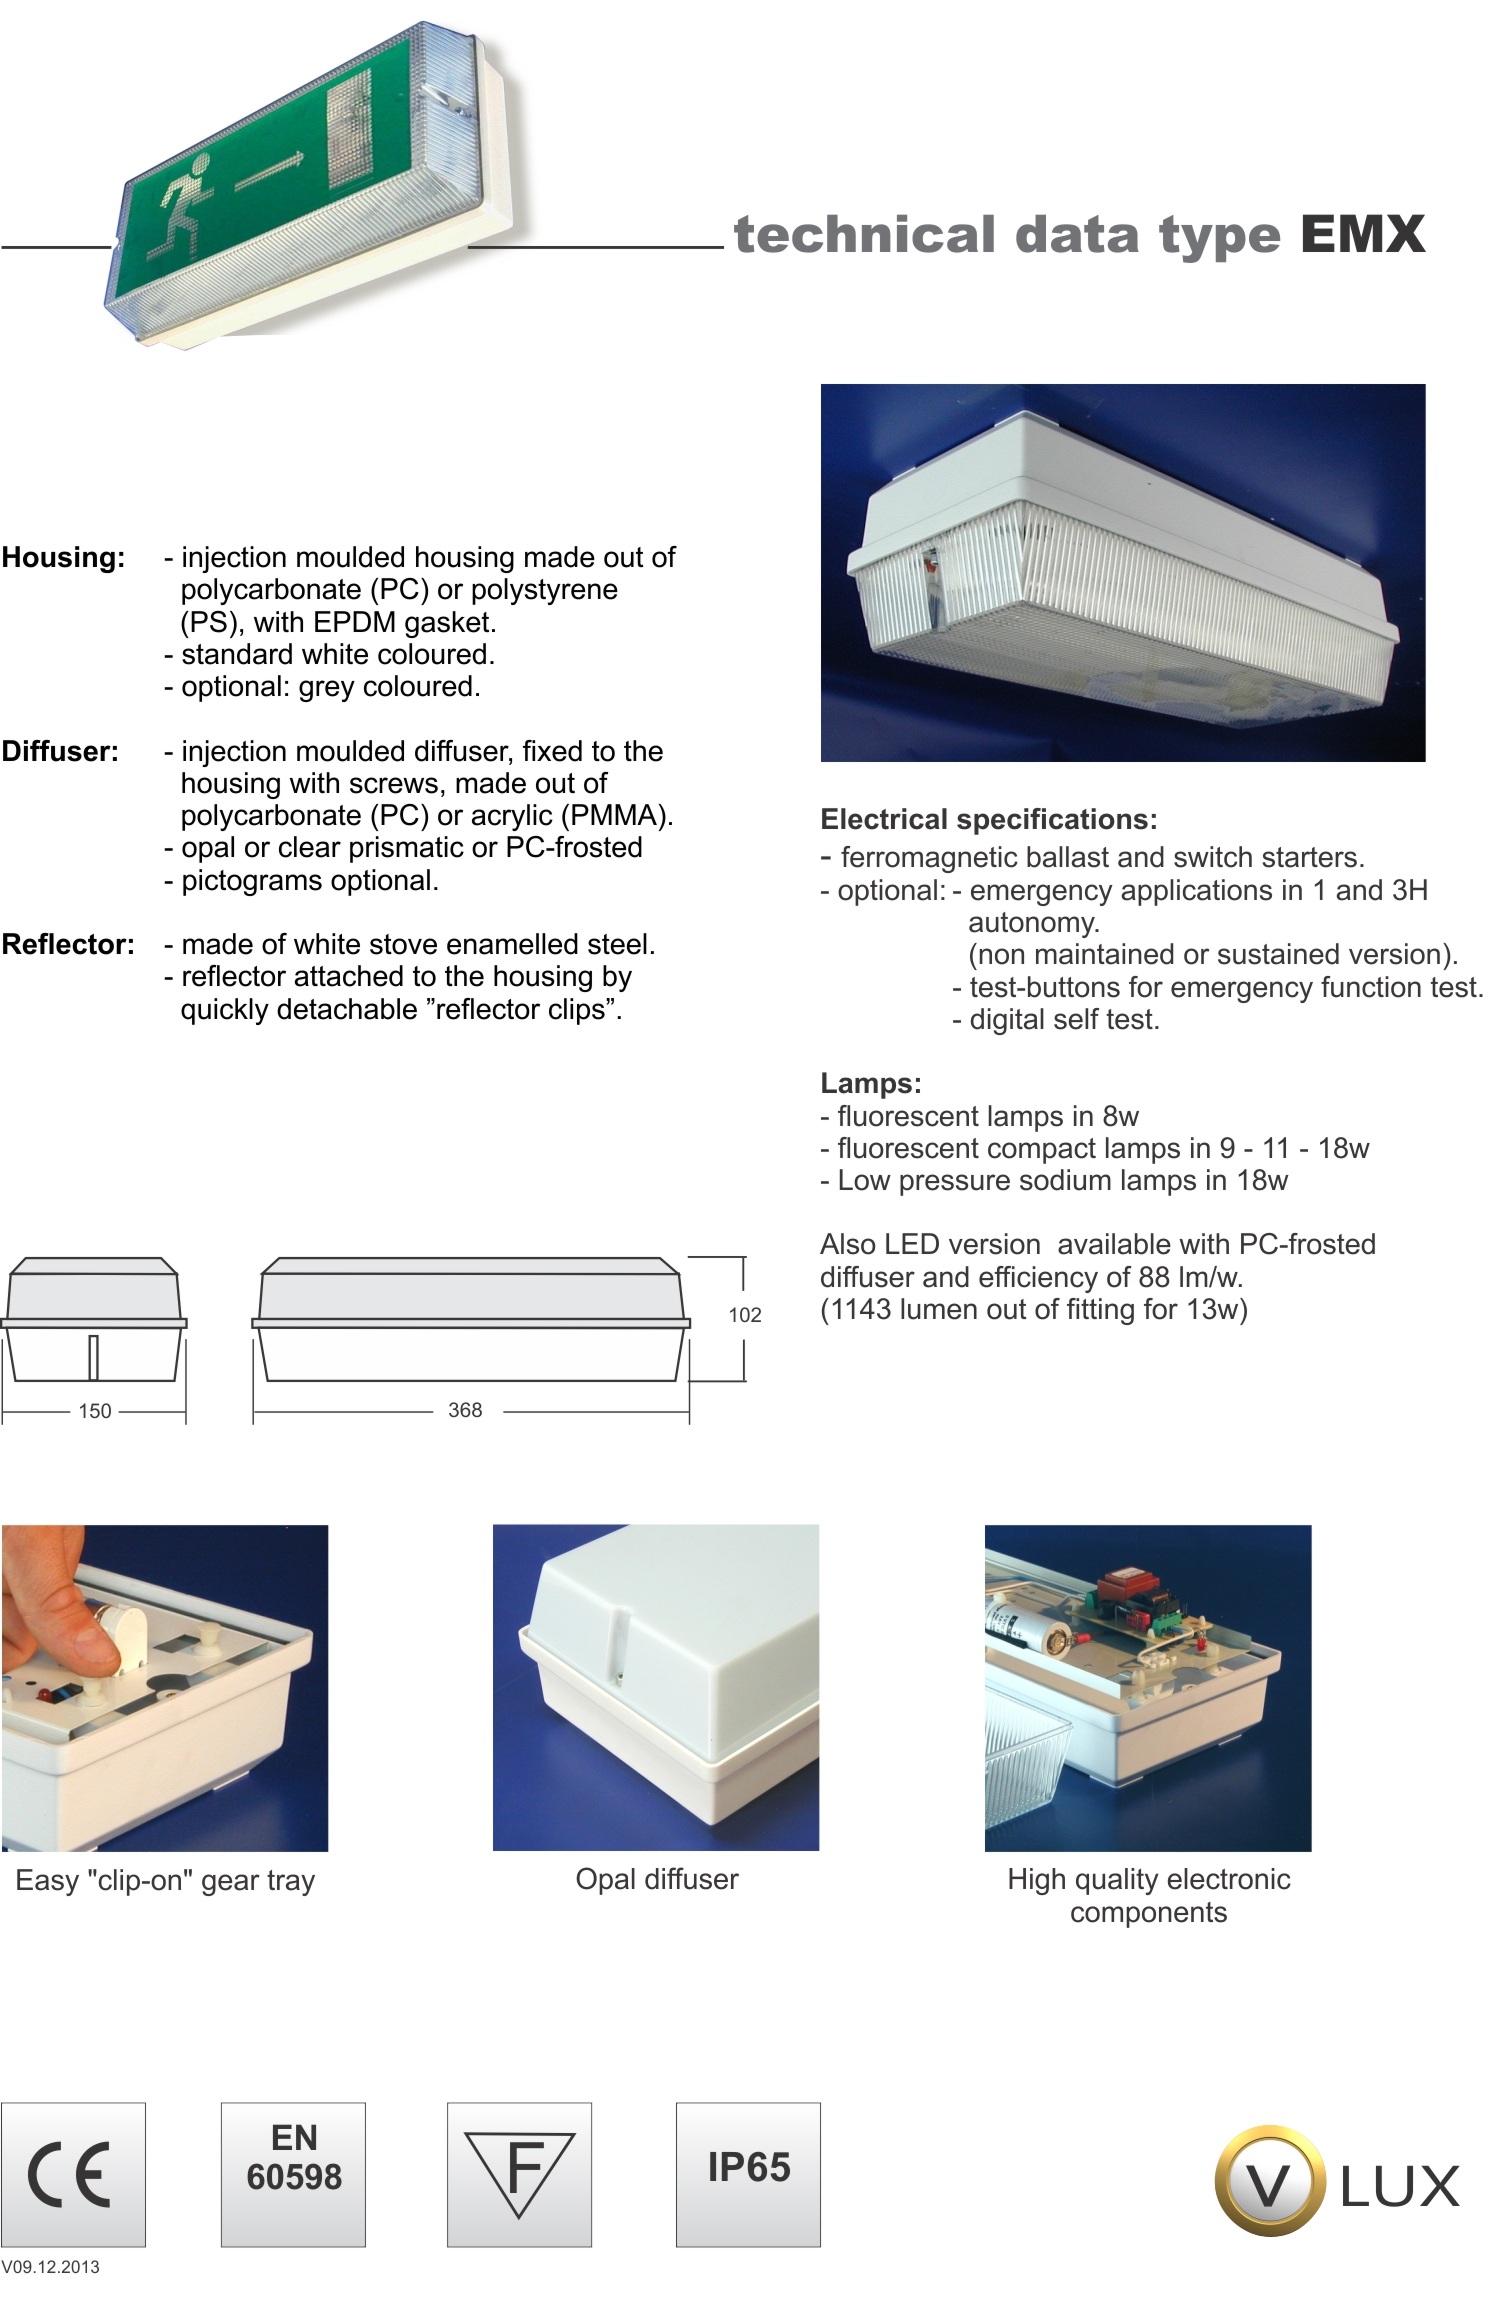 technical data type EMX
Housing: - injection moulded housing made out of
polycarbonate (PC) or polystyrene
(PS), with EPDM gasket.
- standard white coloured.
- optional: grey coloured.
Diffuser: - injection moulded diffuser, fixed to the
housing with screws, made out of
polycarbonate (PC) or acrylic (PMMA).
- opal or clear prismatic or PC-frosted
- pictograms optional.
Reflector: - made of white stove enamelled steel.
- reflector attached to the housing by
quickly detachable ”reflector clips”.
Electrical specifications:
- ferromagnetic ballast and switch starters.
- optional: - emergency applications in 1 and 3H
autonomy.
(non maintained or sustained version).
- test-buttons for emergency function test.
- digital self test.
Lamps:
- fluorescent lamps in 8w
- fluorescent compact lamps in 9 - 11 - 18w
- Low pressure sodium lamps in 18w
Also LED version available with PC-frosted
diffuser and efficiency of 88 lm/w.
(1143 lumen out of fitting for 13w)
102
150
368
Easy "clip-on" gear tray
Opal diffuser
High quality electronic
components
CE
EN
60598
F
IP65
V LUX
V09.12.2013